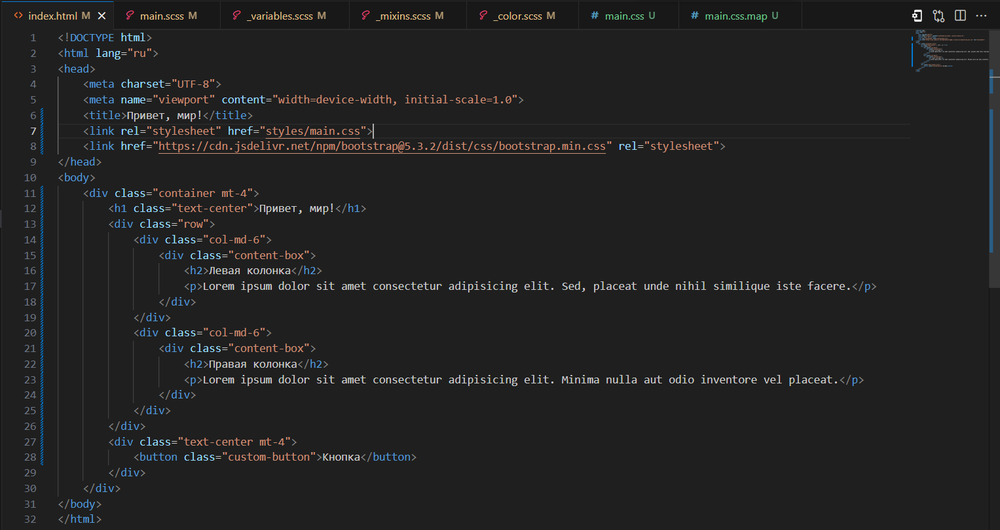 index.html M
main.scss M
_variables.scss M
_mixins.scss M
_color.scss M
main.css U
main.css.map U
1 <!DOCTYPE html>
2 <html lang="ru">
3 <head>
4 <meta charset="UTF-8">
5 <meta name="viewport" content="width=device-width, initial-scale=1.0">
6 <title>Привет, мир!</title>
7 <link rel="stylesheet" href="styles/main.css">
8 <link href="https://cdn.jsdelivr.net/npm/bootstrap@5.3.2/dist/css/bootstrap.min.css" rel="stylesheet">
9 </head>
10 <body>
11 <div class="container mt-4">
12 <h1 class="text-center">Привет, мир!</h1>
13 <div class="row">
14 <div class="col-md-6">
15 <div class="content-box">
16 <h2>Левая колонка</h2>
17 <p>Lorem ipsum dolor sit amet consectetur adipisicing elit. Sed, placeat unde nihil similique iste facere.</p>
18 </div>
19 </div>
20 <div class="col-md-6">
21 <div class="content-box">
22 <h2>Правая колонка</h2>
23 <p>Lorem ipsum dolor sit amet consectetur adipisicing elit. Minima nulla aut odio inventore vel placeat.</p>
24 </div>
25 </div>
26 </div>
27 <div class="text-center mt-4">
28 <button class="custom-button">Кнопка</button>
29 </div>
30 </div>
31 </body>
32 </html>